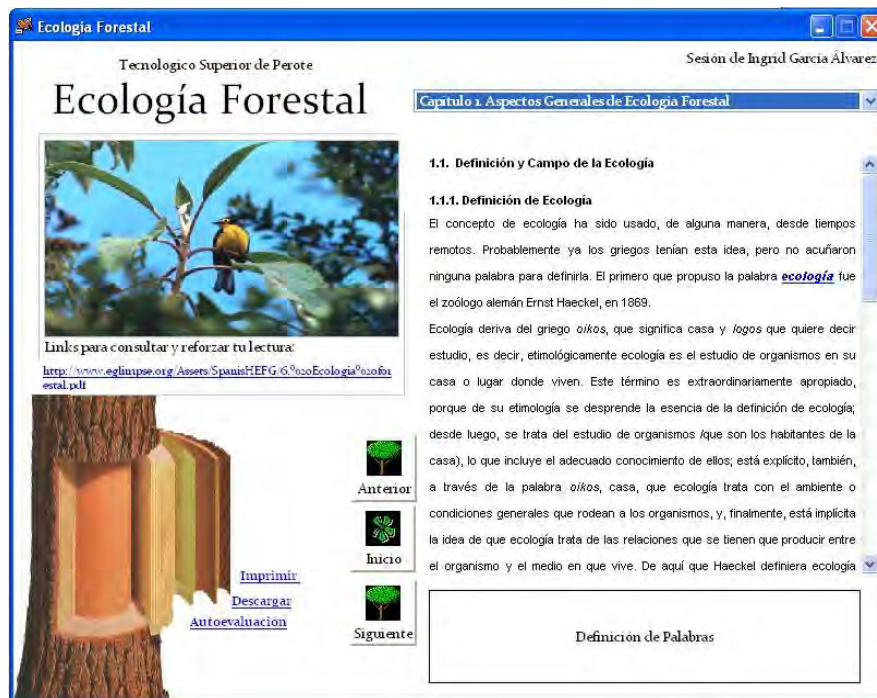 Ecologia Forestal
Tecnologico Superior de Perote
Ecología Forestal
Sesión de Ingrid García Álvarez
Capitulo 1. Aspectos Generales de Ecologia Forestal
Links para consultar y reforzar tu lectura:
http://www.eglimpse.org/Assets/SpanisHEFG/6.%20Ecologia%20for
estal.pdf
Imprimir
Descargar
Autoevaluación
Anterior
Inicio
Siguiente
1.1. Definición y Campo de la Ecología
1.1.1. Definición de Ecología
El concepto de ecología ha sido usado, de alguna manera, desde tiempos
remotos. Probablemente ya los griegos tenían esta idea, pero no acuñaron
ninguna palabra para definirla. El primero que propuso la palabra ecología fue
el zoólogo alemán Ernst Haeckel, en 1869.
Ecología deriva del griego oikos, que significa casa y logos que quiere decir
estudio, es decir, etimológicamente ecología es el estudio de organismos en su
casa o lugar donde viven. Este término es extraordinariamente apropiado,
porque de su etimología se desprende la esencia de la definición de ecología;
desde luego, se trata del estudio de organismos /que son los habitantes de la
casa), lo que incluye el adecuado conocimiento de ellos; está explícito, también,
a través de la palabra oikos, casa, que ecología trata con el ambiente o
condiciones generales que rodean a los organismos, y, finalmente, está implícita
la idea de que ecología trata de las relaciones que se tienen que producir entre
el organismo y el medio en que vive. De aquí que Haeckel definiera ecología
Definición de Palabras